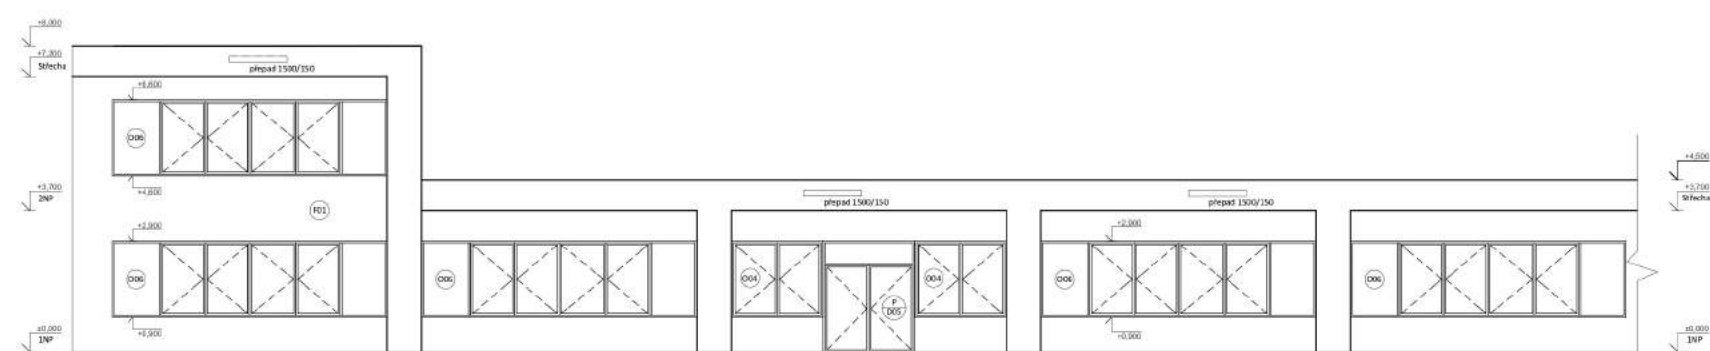 +8,000
+7,200
Střecha
přepad 1500/150
+6,600
O06
+4,600
+3,700
2NP
F01
+2,900
O06
+0,900
±0,000
1NP
O06
přepad 1500/150
O04
P
D05
O04
přepad 1500/150
+2,900
O06
+0,900
O06
+4,500
+3,700
Střecha
±0,000
1NP